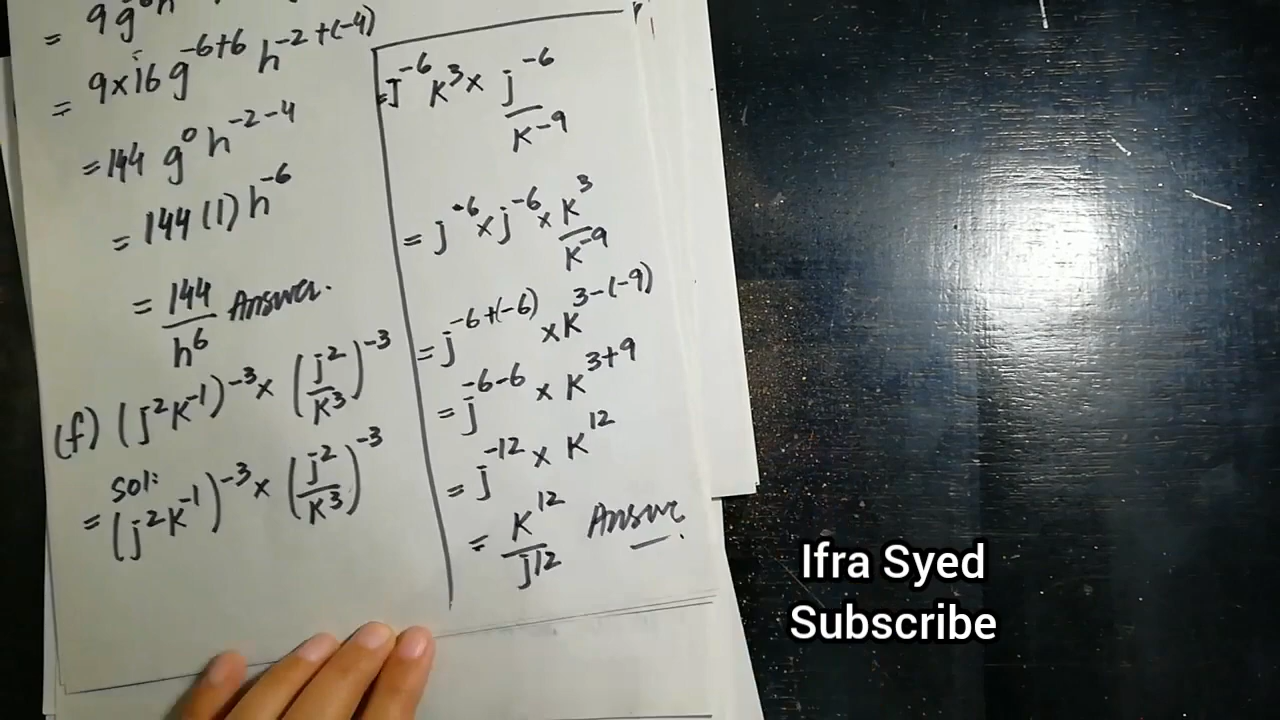 = 9g h
= 9×16 g^-6+6 h^-2+(-4)
= 144 g^0 h^-2-4
= 144 (1) h^-6
= 144/h^6 Answer.
(f) (j^2 K^-1)^-3 × (j^2/K^3)^-3
sol:
= (j^2 K^-1)^-3 × (j^2/K^3)^-3
= j^-6 K^3 × j^-6/K^-9
= j^-6 × j^-6 × K^3/K^-9
= j^-6+(-6) × K^3-(-9)
= j^-6-6 × K^3+9
= j^-12 × K^12
= K^12/j^12 Answer.
Ifra Syed
Subscribe